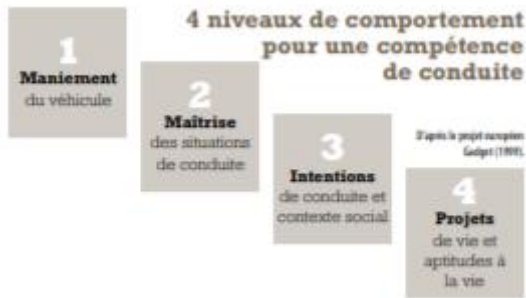 4 niveaux de comportement
pour une compétence
de conduite
1
Maniement
du véhicule
2
Maîtrise
des situations
de conduite
3
Intentions
de conduite et
contexte social
D'après le projet européen
Gadget (1999).
4
Projets
de vie et
aptitudes à
la vie